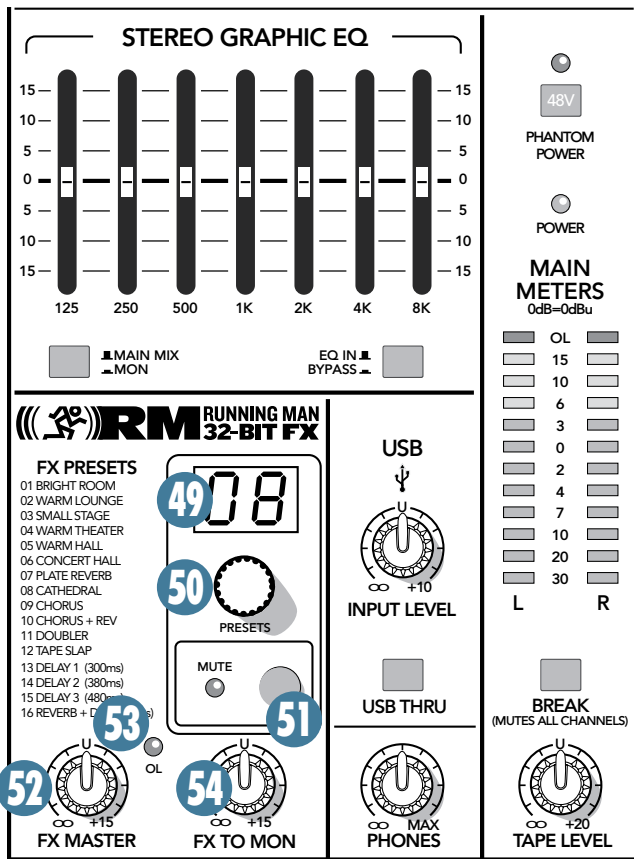 STEREO GRAPHIC EQ
15 15
10 10
5 5
0 0
5 5
10 10
15 15
125 250 500 1K 2K 4K 8K
MAIN MIX
MON
EQ IN
BYPASS
48V
PHANTOM
POWER
POWER
MAIN
METERS
0dB=0dBu
OL
15
10
6
3
0
2
4
7
10
20
30
L R
RM RUNNING MAN
32-BIT FX
FX PRESETS
01 BRIGHT ROOM
02 WARM LOUNGE
03 SMALL STAGE
04 WARM THEATER
05 WARM HALL
06 CONCERT HALL
07 PLATE REVERB
08 CATHEDRAL
09 CHORUS
10 CHORUS + REV
11 DOUBLER
12 TAPE SLAP
13 DELAY 1 (300ms)
14 DELAY 2 (380ms)
15 DELAY 3 (480ms)
16 REVERB +
49
08
50
PRESETS
MUTE
51
53
OL
52
U
∞ +15
FX MASTER
54
U
∞ +15
FX TO MON
USB
U
∞ +10
INPUT LEVEL
USB THRU
∞ MAX
PHONES
BREAK
(MUTES ALL CHANNELS)
U
∞ +20
TAPE LEVEL